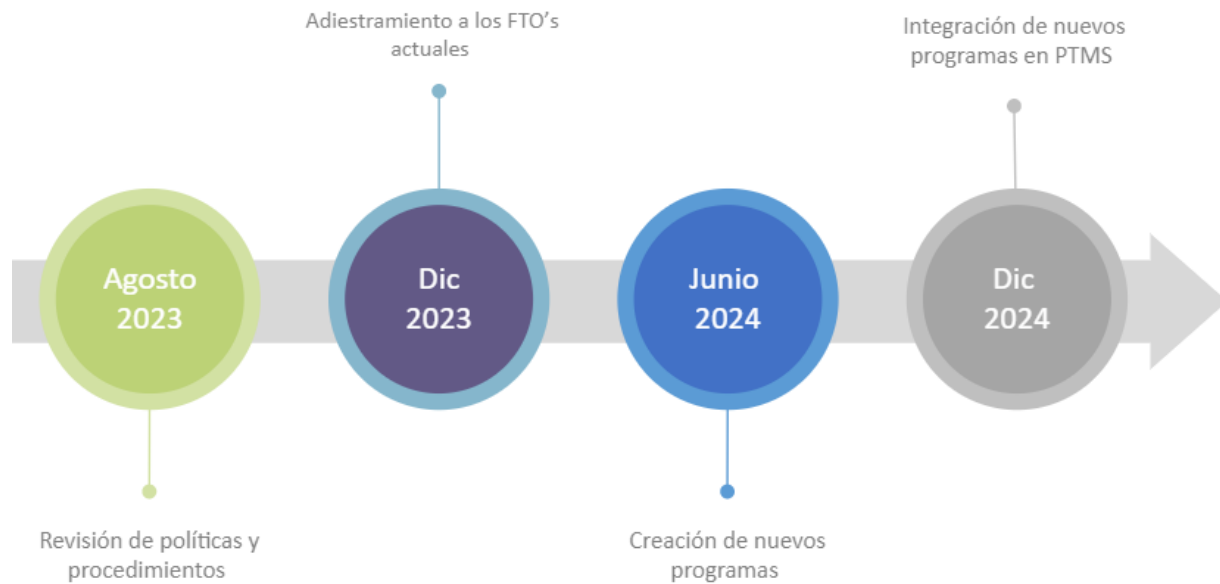 Adiestramiento a los FTO's
actuales
Integración de nuevos
programas en PTMS
Agosto
2023
Dic
2023
Junio
2024
Dic
2024
Revisión de políticas y
procedimientos
Creación de nuevos
programas